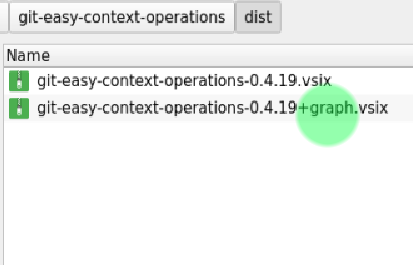 git-easy-context-operations dist
Name
git-easy-context-operations-0.4.19.vsix
git-easy-context-operations-0.4.19+graph.vsix